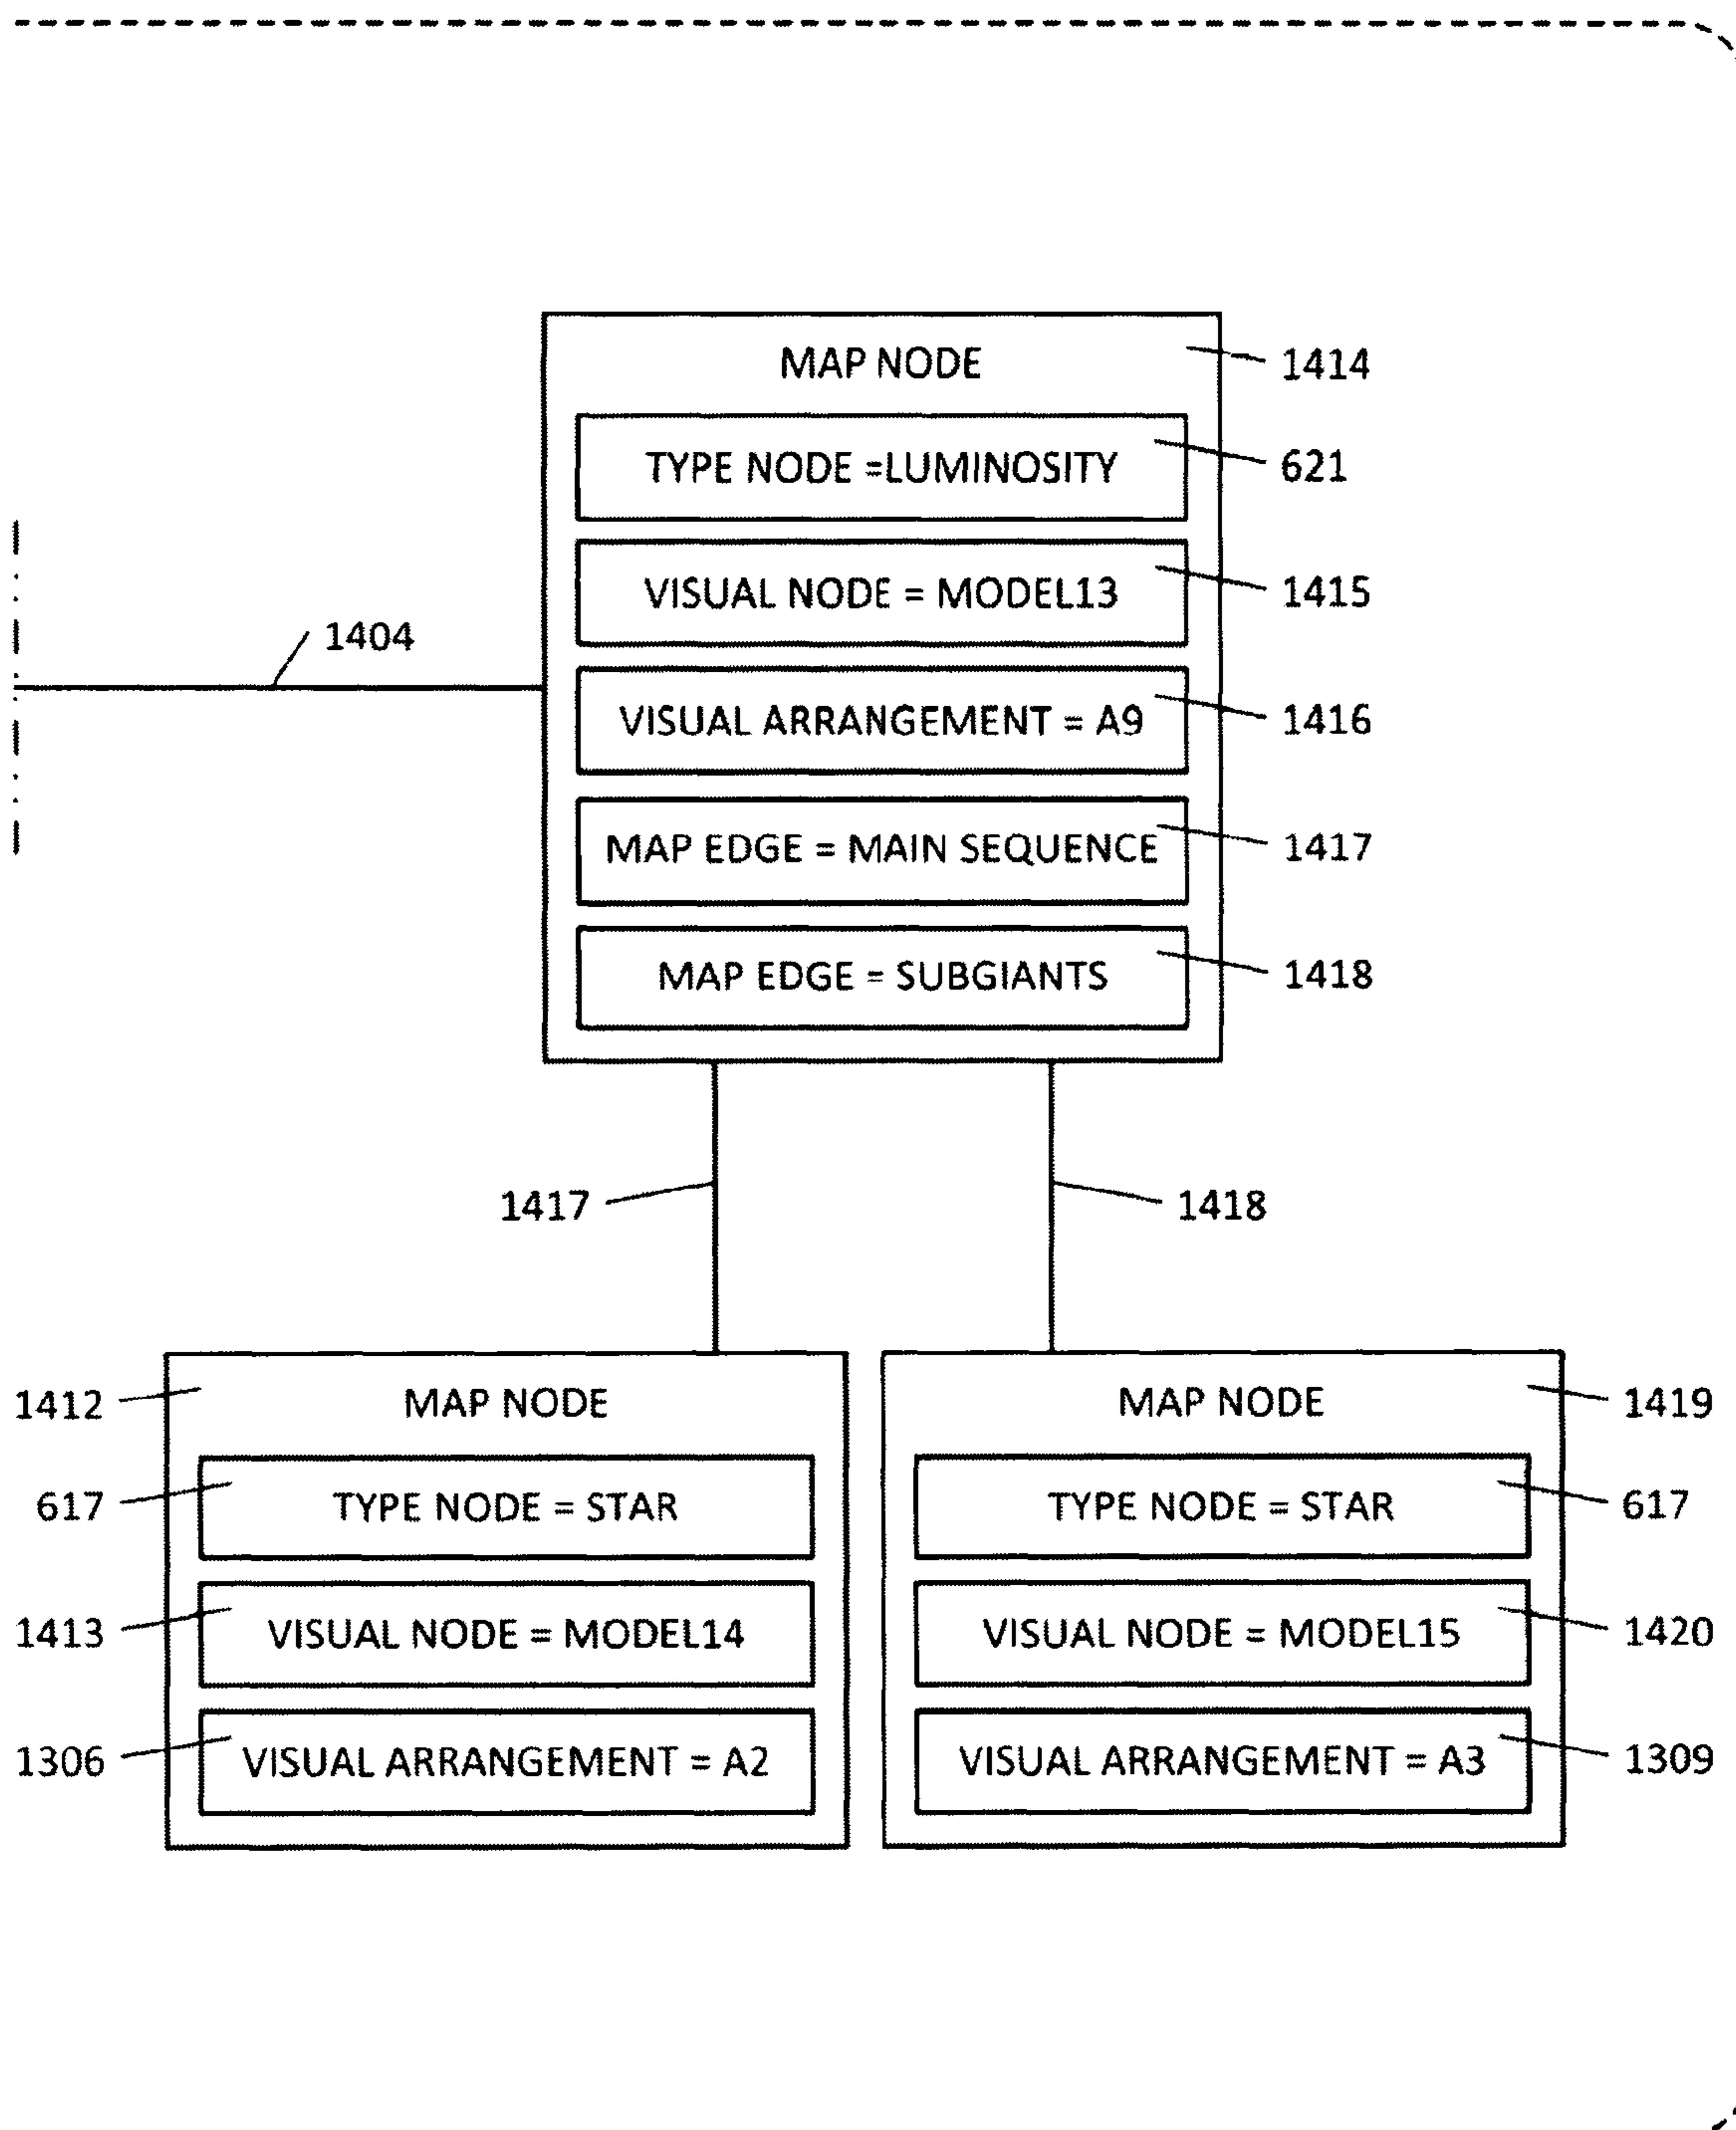 MAP NODE 1414
TYPE NODE =LUMINOSITY 621
VISUAL NODE = MODEL13 1415
1404
VISUAL ARRANGEMENT = A9 1416
MAP EDGE = MAIN SEQUENCE 1417
MAP EDGE = SUBGIANTS 1418
1417 1418
1412 MAP NODE
617 TYPE NODE = STAR
1413 VISUAL NODE = MODEL14
1306 VISUAL ARRANGEMENT = A2
MAP NODE 1419
TYPE NODE = STAR 617
VISUAL NODE = MODEL15 1420
VISUAL ARRANGEMENT = A3 1309